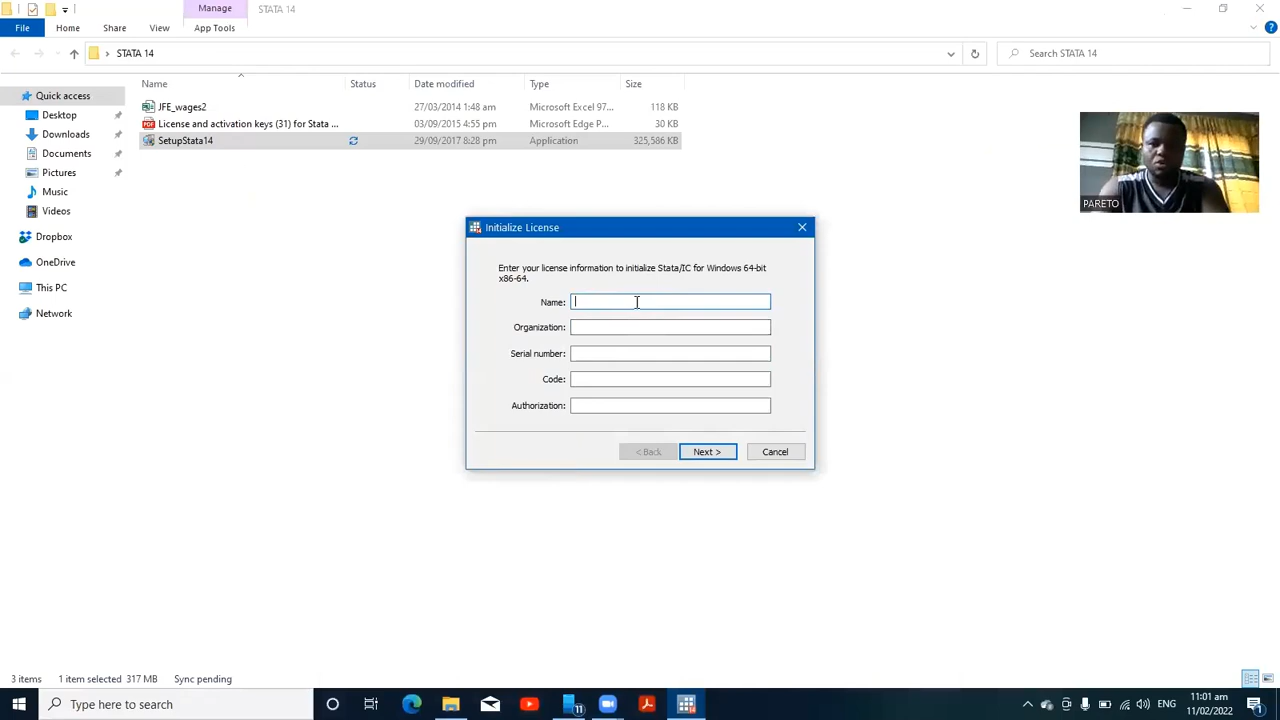 Manage
STATA 14
File
Home
Share
View
App Tools
STATA 14
Search STATA 14
Name
Status
Date modified
Type
Size
Quick access
Desktop
Downloads
Documents
Pictures
Music
Videos
Dropbox
OneDrive
This PC
Network
JFE_wages2
27/03/2014 1:48 am
Microsoft Excel 97...
118 KB
License and activation keys (31) for Stata ...
03/09/2015 4:55 pm
Microsoft Edge P...
30 KB
SetupStata14
29/09/2017 8:28 pm
Application
325,586 KB
PARETO
Initialize License
Enter your license information to initialize Stata/IC for Windows 64-bit
x86-64.
Name:
Organization:
Serial number:
Code:
Authorization:
< Back
Next >
Cancel
3 items
1 item selected 317 MB
Sync pending
Type here to search
11
ENG
11:01 am
11/02/2022
1